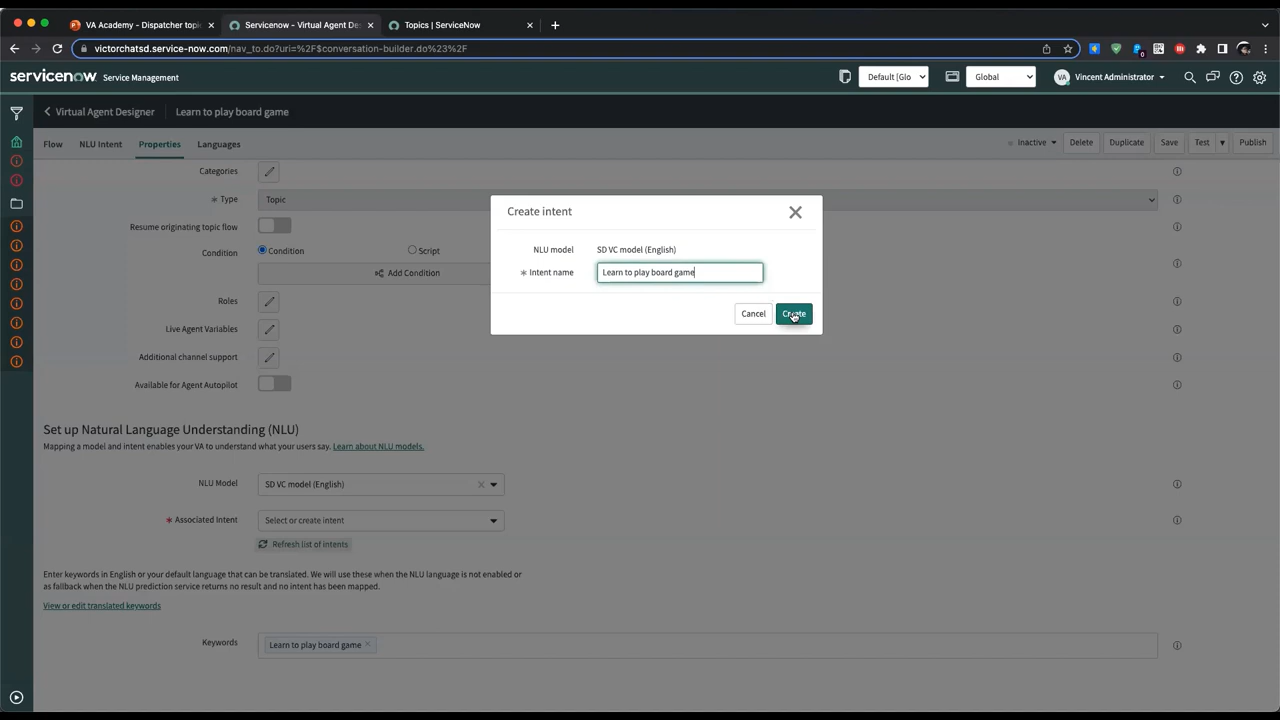 VA Academy - Dispatcher topi
Servicenow - Virtual Agent Des
Topics | ServiceNow
victorchatsd.service-now.com/nav_to.do?uri=%2F$conversation-builder.do%23%2F
0
servicenow Service Management
Default [Glo
Global
VA Vincent Administrator
Virtual Agent Designer
Learn to play board game
Flow
NLU Intent
Properties
Languages
Inactive
Delete
Duplicate
Save
Test
Publish
Categories
Type
Topic
Resume originating topic flow
Condition
Condition
Script
Add Condition
Roles
Live Agent Variables
Additional channel support
Available for Agent Autopilot
Create intent
NLU model SD VC model (English)
Intent name Learn to play board game
Cancel
Create
Set up Natural Language Understanding (NLU)
Mapping a model and intent enables your VA to understand what your users say. Learn about NLU models.
NLU Model SD VC model (English)
Associated Intent Select or create intent
Refresh list of intents
Enter keywords in English or your default language that can be translated. We will use these when the NLU language is not enabled or
as fallback when the NLU prediction service returns no result and no intent has been mapped.
View or edit translated keywords
Keywords Learn to play board game